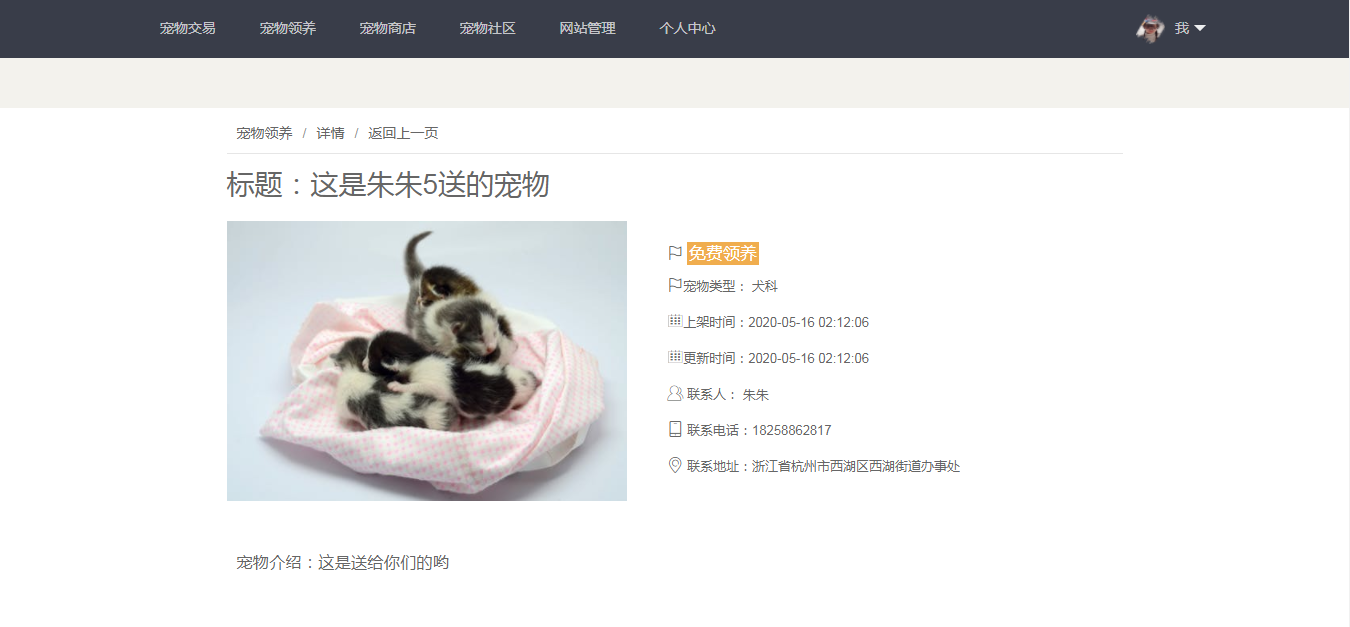 宠物交易 宠物领养 宠物商店 宠物社区 网站管理 个人中心 我
宠物领养 / 详情 / 返回上一页
标题：这是朱朱5送的宠物
免费领养
宠物类型： 犬科
上架时间：2020-05-16 02:12:06
更新时间：2020-05-16 02:12:06
联系人： 朱朱
联系电话：18258862817
联系地址：浙江省杭州市西湖区西湖街道办事处
宠物介绍：这是送给你们的哟